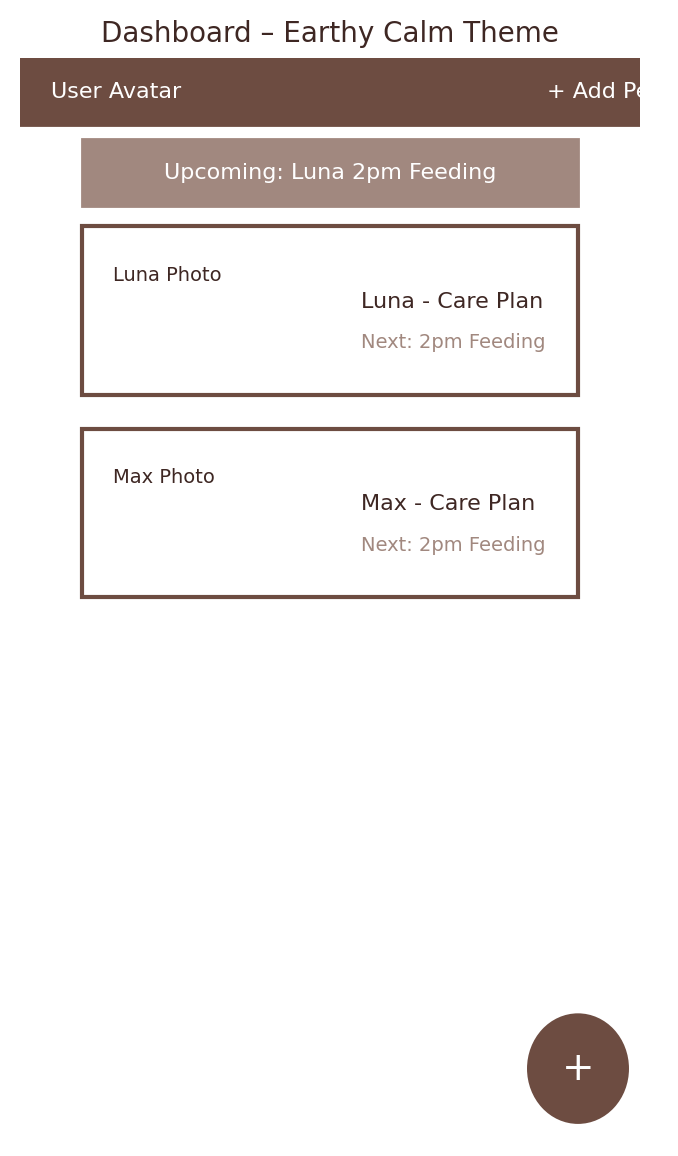 Dashboard – Earthy Calm Theme
User Avatar
+ Add Pe
Upcoming: Luna 2pm Feeding
Luna Photo
Luna - Care Plan
Next: 2pm Feeding
Max Photo
Max - Care Plan
Next: 2pm Feeding
+